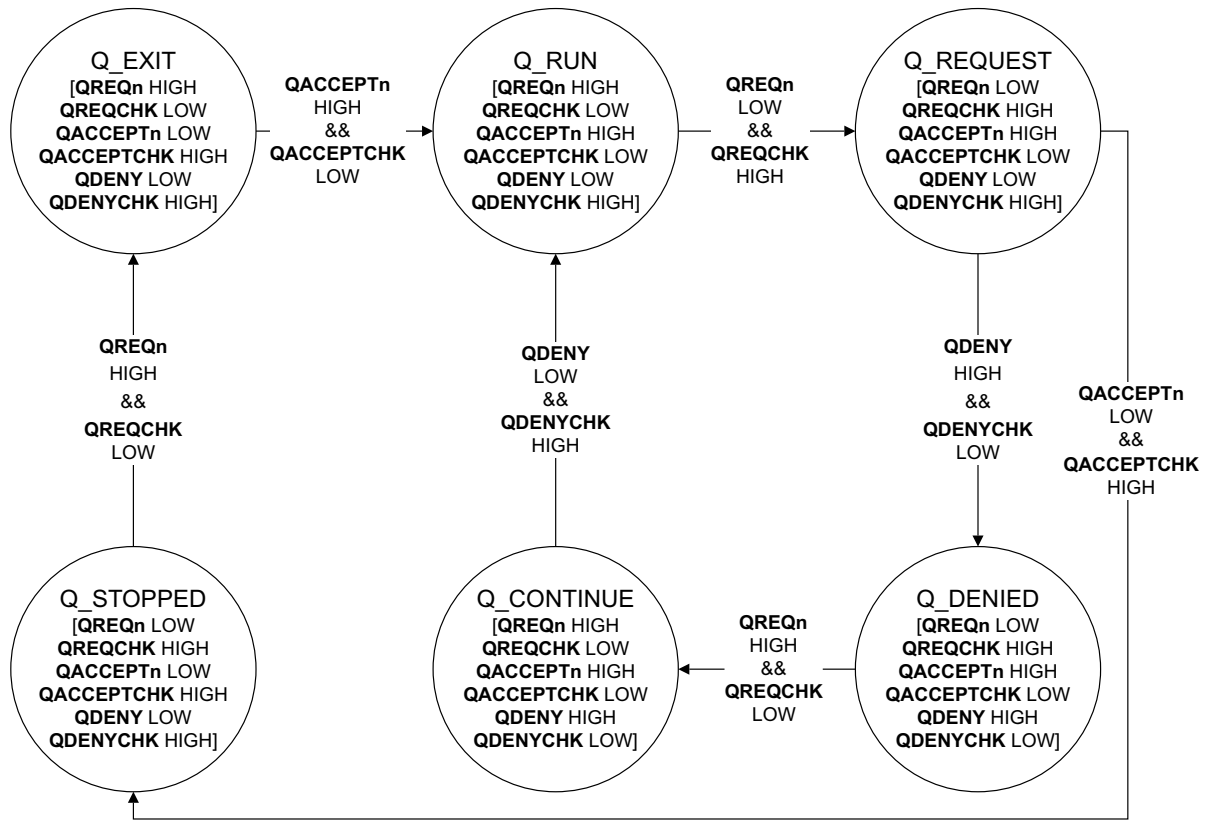 Q_EXIT
[QREQn HIGH
QREQCHK LOW
QACCEPTn LOW
QACCEPTCHK HIGH
QDENY LOW
QDENYCHK HIGH]
QACCEPTn
HIGH
&&
QACCEPTCHK
LOW
Q_RUN
[QREQn HIGH
QREQCHK LOW
QACCEPTn HIGH
QACCEPTCHK LOW
QDENY LOW
QDENYCHK HIGH]
QREQn
LOW
&&
QREQCHK
HIGH
Q_REQUEST
[QREQn LOW
QREQCHK HIGH
QACCEPTn HIGH
QACCEPTCHK LOW
QDENY LOW
QDENYCHK HIGH]
QREQn
HIGH
&&
QREQCHK
LOW
QDENY
LOW
&&
QDENYCHK
HIGH
QDENY
HIGH
&&
QDENYCHK
LOW
QACCEPTn
LOW
&&
QACCEPTCHK
HIGH
Q_STOPPED
[QREQn LOW
QREQCHK HIGH
QACCEPTn LOW
QACCEPTCHK HIGH
QDENY LOW
QDENYCHK HIGH]
Q_CONTINUE
[QREQn HIGH
QREQCHK LOW
QACCEPTn HIGH
QACCEPTCHK LOW
QDENY HIGH
QDENYCHK LOW]
QREQn
HIGH
&&
QREQCHK
LOW
Q_DENIED
[QREQn LOW
QREQCHK HIGH
QACCEPTn HIGH
QACCEPTCHK LOW
QDENY HIGH
QDENYCHK LOW]